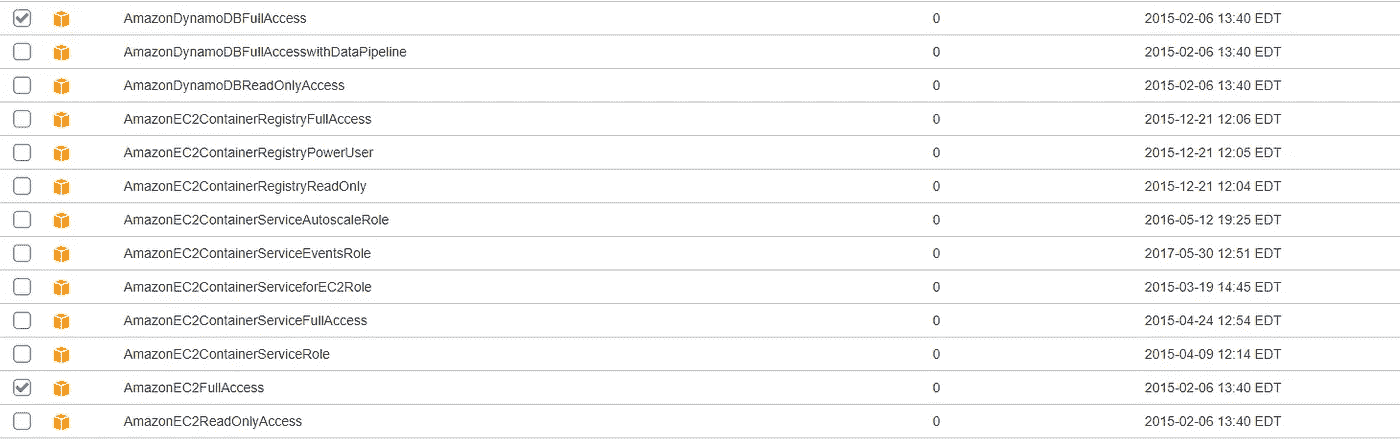 AmazonDynamoDBFullAccess 0 2015-02-06 13:40 EDT
AmazonDynamoDBFullAccesswithDataPipeline 0 2015-02-06 13:40 EDT
AmazonDynamoDBReadOnlyAccess 0 2015-02-06 13:40 EDT
AmazonEC2ContainerRegistryFullAccess 0 2015-12-21 12:06 EDT
AmazonEC2ContainerRegistryPowerUser 0 2015-12-21 12:05 EDT
AmazonEC2ContainerRegistryReadOnly 0 2015-12-21 12:04 EDT
AmazonEC2ContainerServiceAutoscaleRole 0 2016-05-12 19:25 EDT
AmazonEC2ContainerServiceEventsRole 0 2017-05-30 12:51 EDT
AmazonEC2ContainerServiceforEC2Role 0 2015-03-19 14:45 EDT
AmazonEC2ContainerServiceFullAccess 0 2015-04-24 12:54 EDT
AmazonEC2ContainerServiceRole 0 2015-04-09 12:14 EDT
AmazonEC2FullAccess 0 2015-02-06 13:40 EDT
AmazonEC2ReadOnlyAccess 0 2015-02-06 13:40 EDT